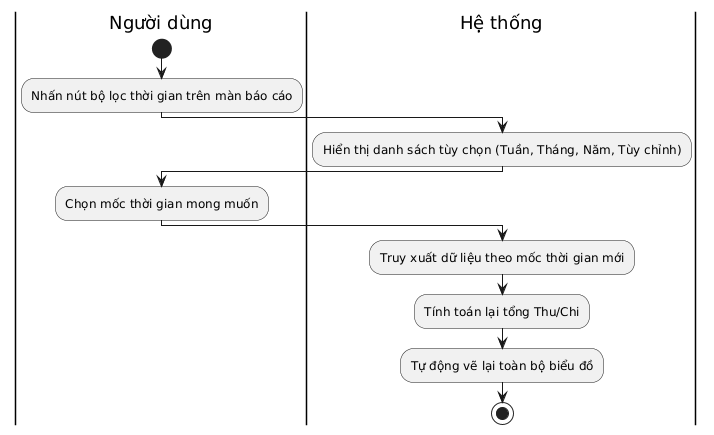 Người dùng
Hệ thống
Nhấn nút bộ lọc thời gian trên màn báo cáo
Hiển thị danh sách tùy chọn (Tuần, Tháng, Năm, Tùy chỉnh)
Chọn mốc thời gian mong muốn
Truy xuất dữ liệu theo mốc thời gian mới
Tính toán lại tổng Thu/Chi
Tự động vẽ lại toàn bộ biểu đồ